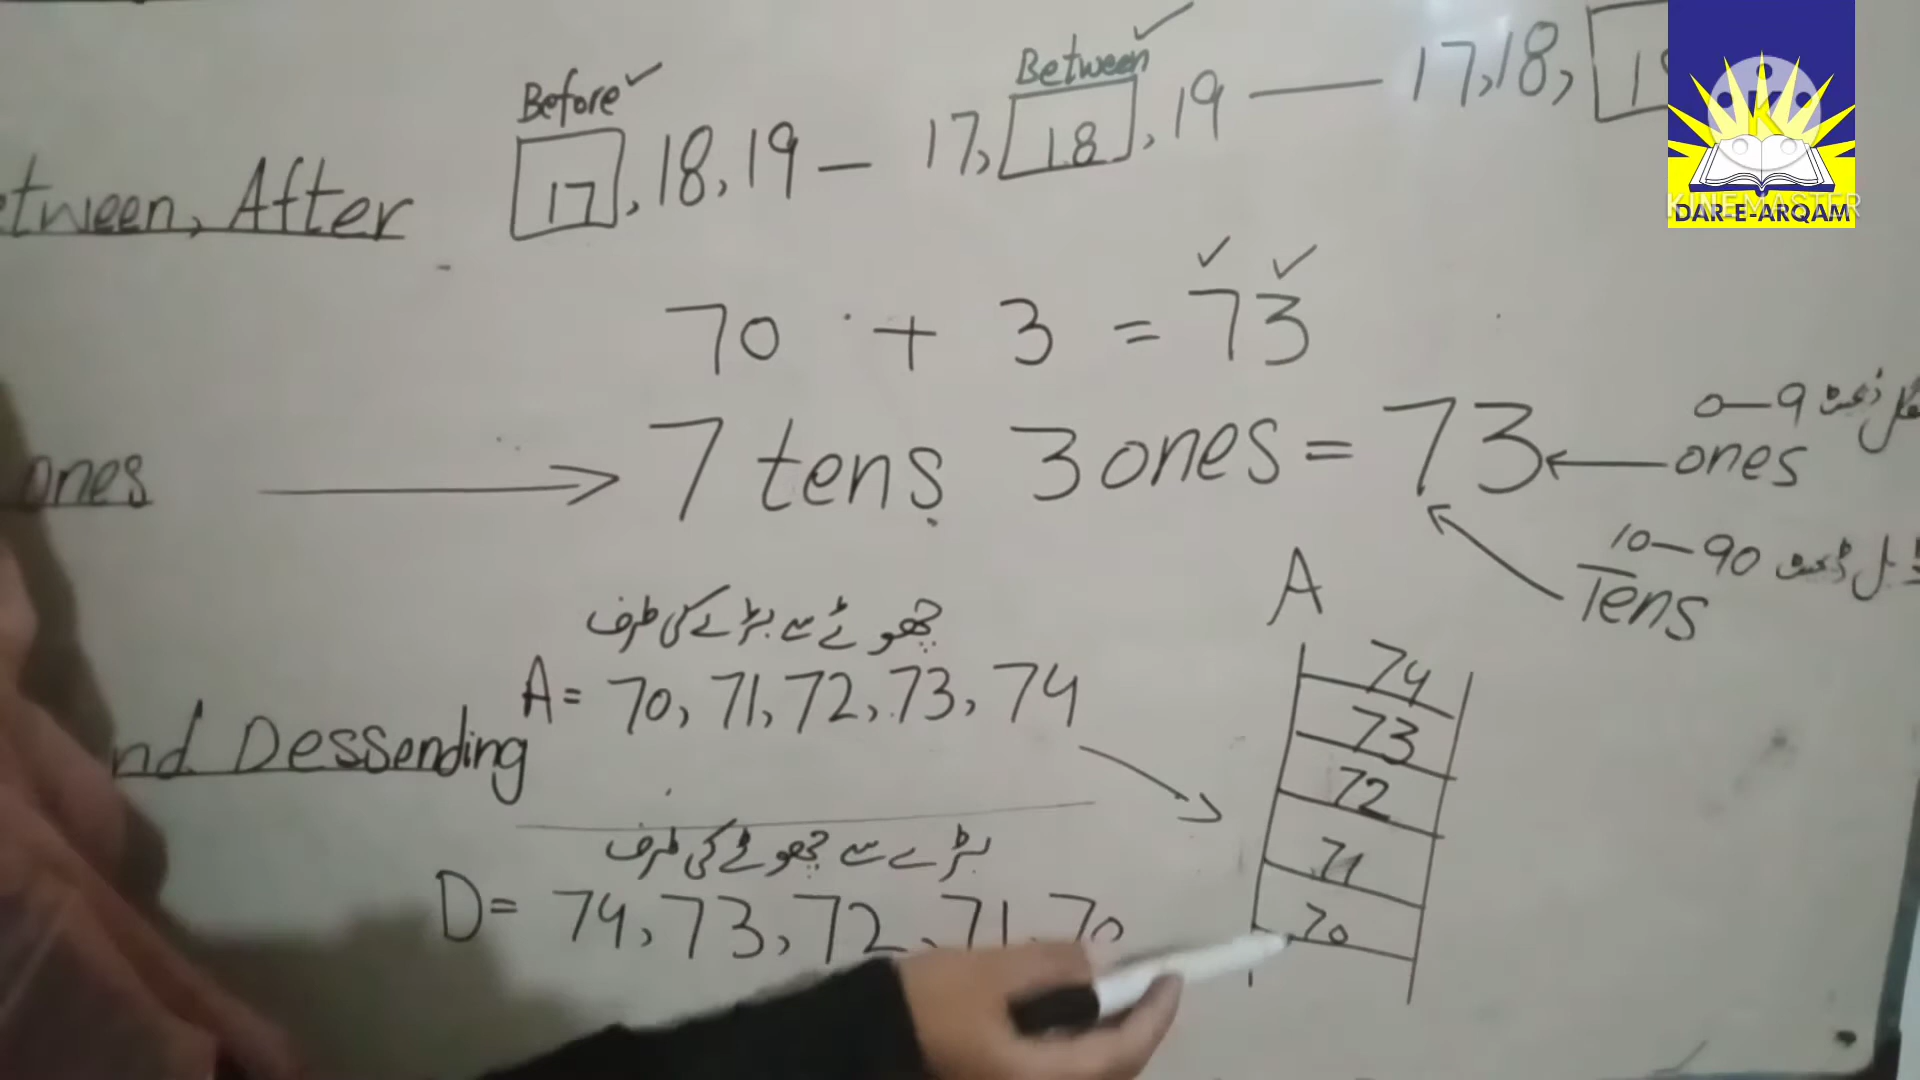 Before ✓ Between ✓
17, 18, 19 — 17, 18, 19 — 17, 18,
After
70 + 3 = 73
ones → 7 tens 3 ones = 73 ← ones
0—9
10—90
Tens
چھوٹے سے بڑے کی طرف
A = 70, 71, 72, 73, 74
nd Dessending
بڑے سے چھوٹے کی طرف
D = 74, 73, 72, 71, 70
A
74
73
72
71
70
DAR-E-ARQAM
KINEMASTER